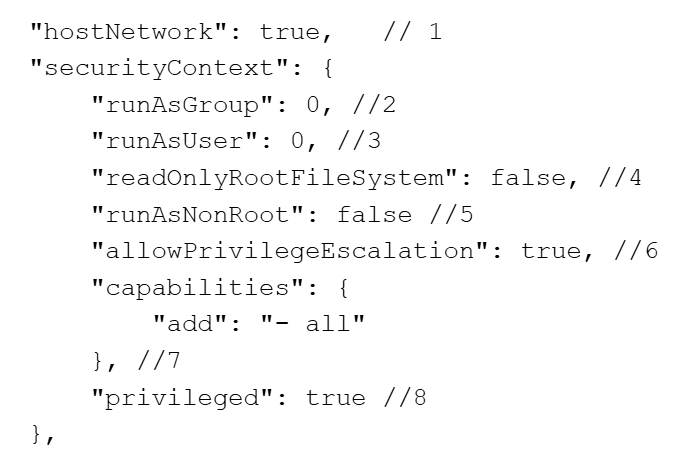 "hostNetwork": true,   // 1
"securityContext": {
    "runAsGroup": 0, //2
    "runAsUser": 0, //3
    "readOnlyRootFileSystem": false, //4
    "runAsNonRoot": false //5
    "allowPrivilegeEscalation": true, //6
    "capabilities": {
        "add": "- all"
    }, //7
    "privileged": true //8
},